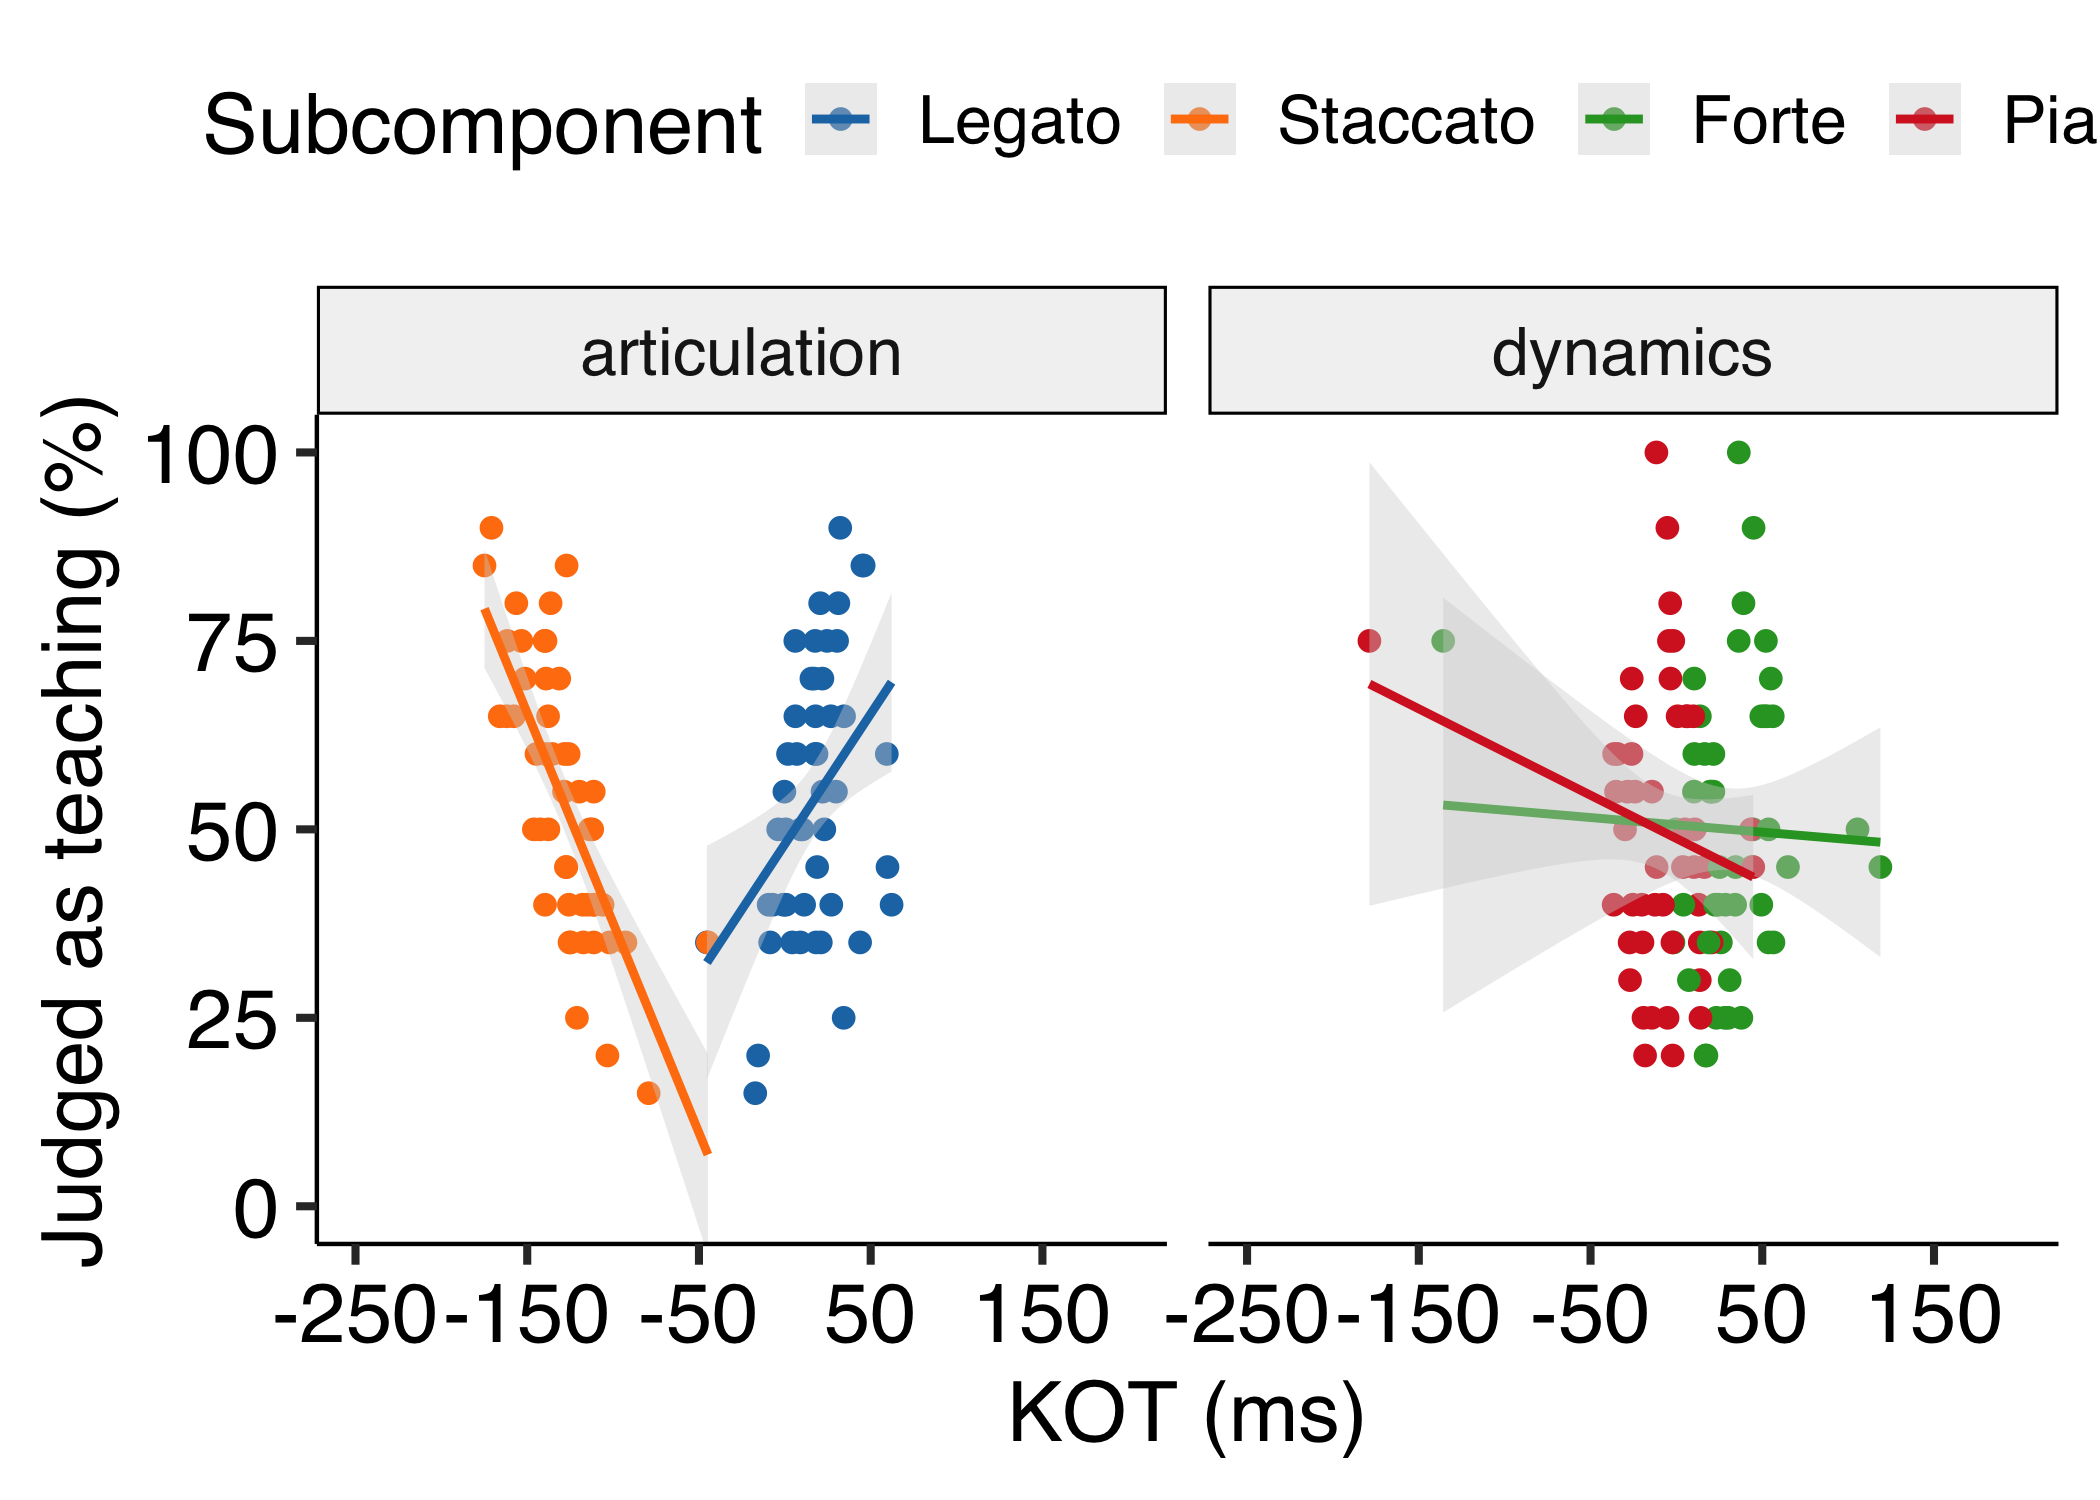 Subcomponent Legato Staccato Forte Pia
articulation dynamics
Judged as teaching (%)
100
75
50
25
0
-250 -150 -50 50 150 -250 -150 -50 50 150
KOT (ms)